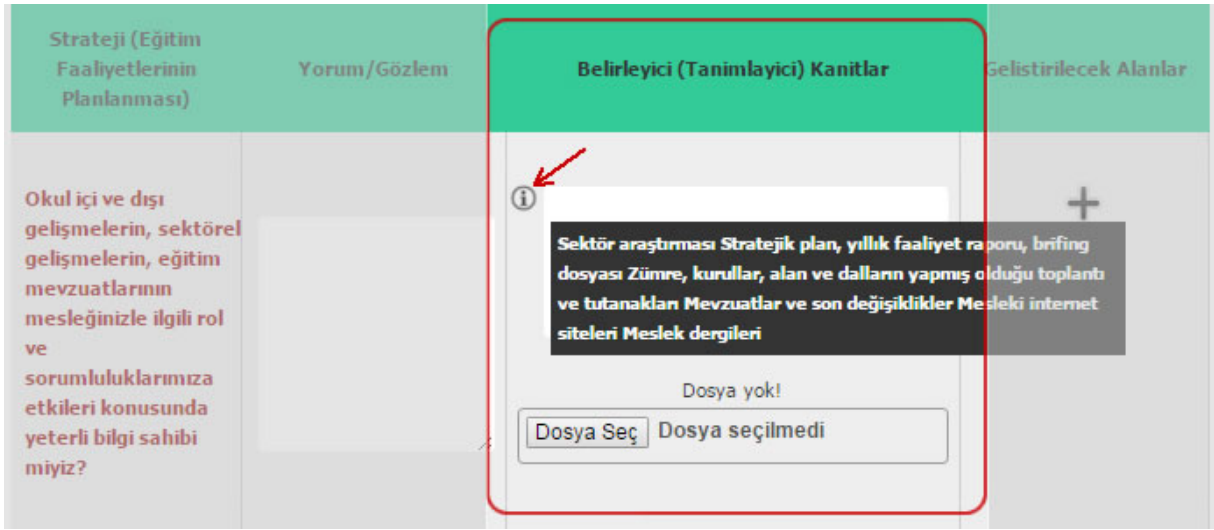 Strateji (Eğitim
Faaliyetlerinin
Planlanması)
Yorum/Gözlem
Belirleyici (Tanimlayici) Kanitlar
Gelistirilecek Alanlar
Okul içi ve dışı
gelişmelerin, sektörel
gelişmelerin, eğitim
mevzuatlarının
mesleğinizle ilgili rol
ve
sorumluluklarımıza
etkileri konusunda
yeterli bilgi sahibi
miyiz?
Sektör araştırması Stratejik plan, yıllık faaliyet raporu, brifing
dosyası Zümre, kurullar, alan ve dalların yapmış olduğu toplantı
ve tutanakları Mevzuatlar ve son değişiklikler Mesleki internet
siteleri Meslek dergileri
Dosya yok!
Dosya Seç Dosya seçilmedi